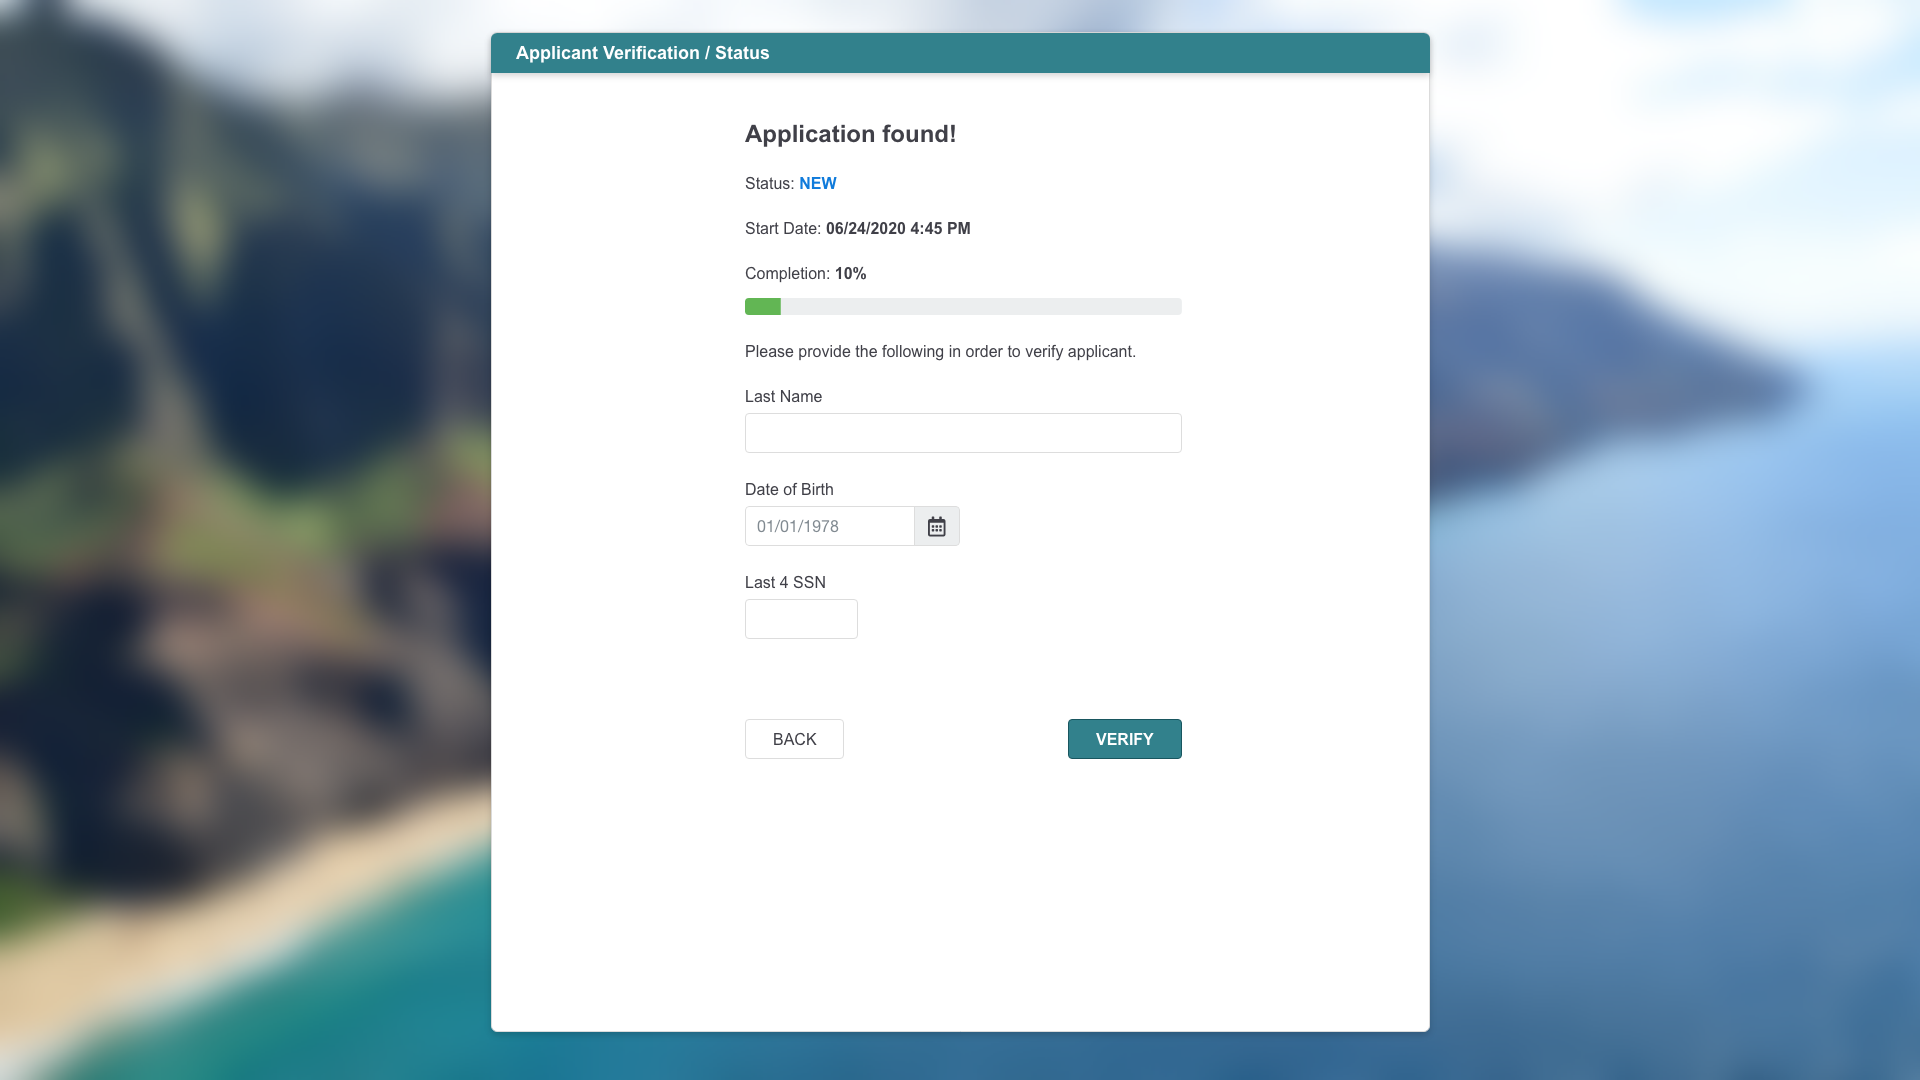 Applicant Verification / Status
Application found!
Status: NEW
Start Date: 06/24/2020 4:45 PM
Completion: 10%
Please provide the following in order to verify applicant.
Last Name
Date of Birth
01/01/1978
Last 4 SSN
BACK
VERIFY